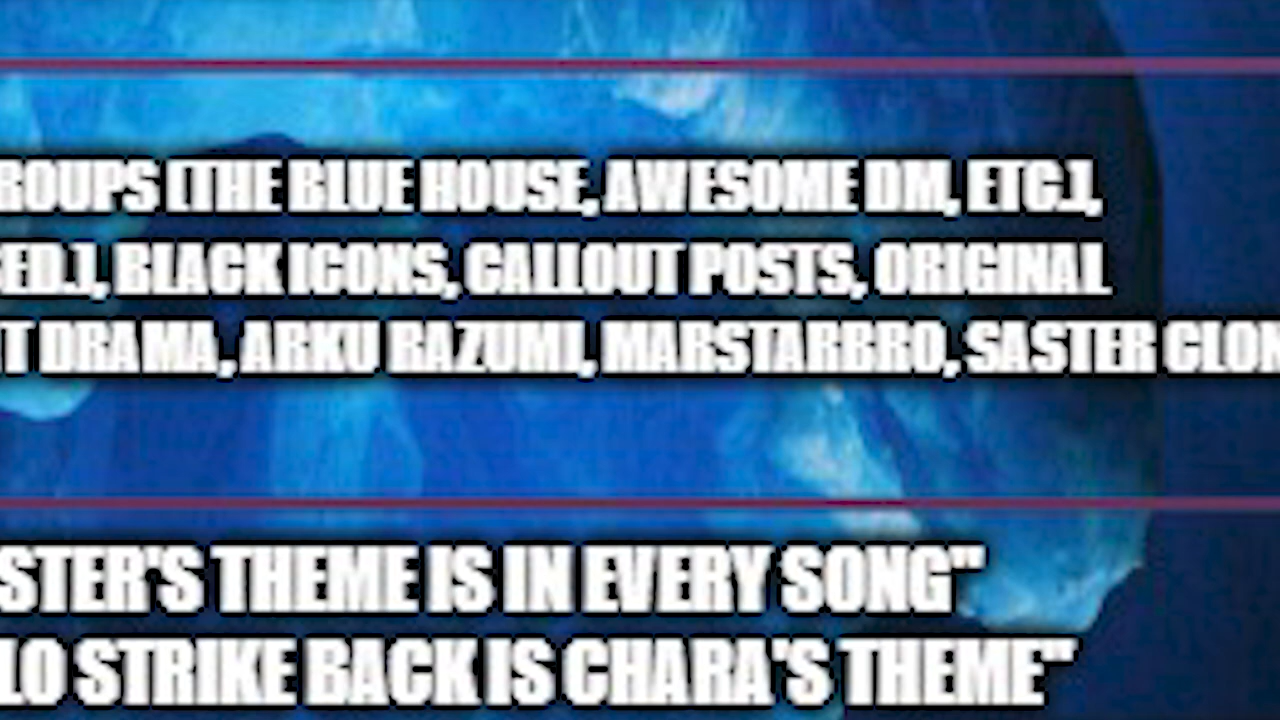 ROUPS (THE BLUE HOUSE, AWESOME DM, ETC.),
ED.), BLACK ICONS, CALLOUT POSTS, ORIGINAL
T DRAMA, ARKU RAZUMI, MARSTARBRO, SASTER CLON
STER'S THEME IS IN EVERY SONG"
LO STRIKE BACK IS CHARA'S THEME"